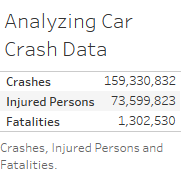 Analyzing Car
Crash Data
Crashes 159,330,832
Injured Persons 73,599,823
Fatalities 1,302,530
Crashes, Injured Persons and
Fatalities.